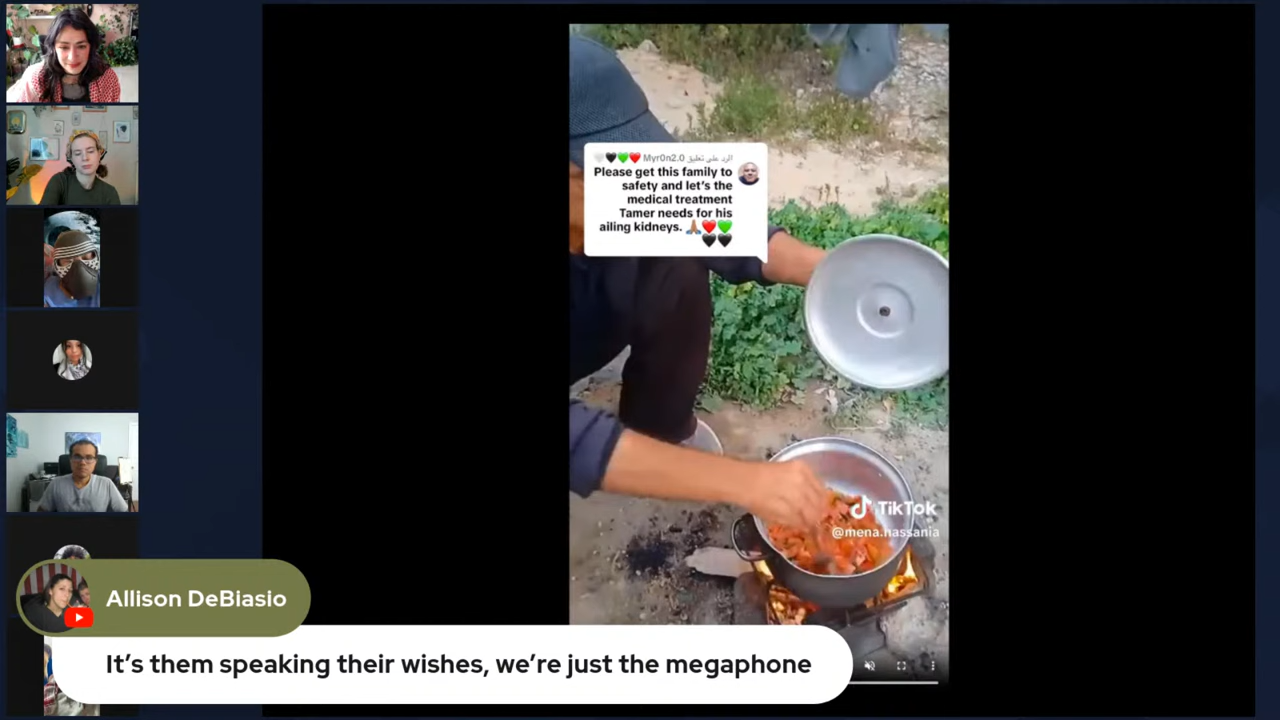 الرد على تعليق Myr0n2.0 🤍🖤💚❤️
Please get this family to
safety and let's the
medical treatment
Tamer needs for his
ailing kidneys. 🙏🏽❤️💚
🖤🖤
TikTok
@mena.hassania
Allison DeBiasio
It's them speaking their wishes, we're just the megaphone